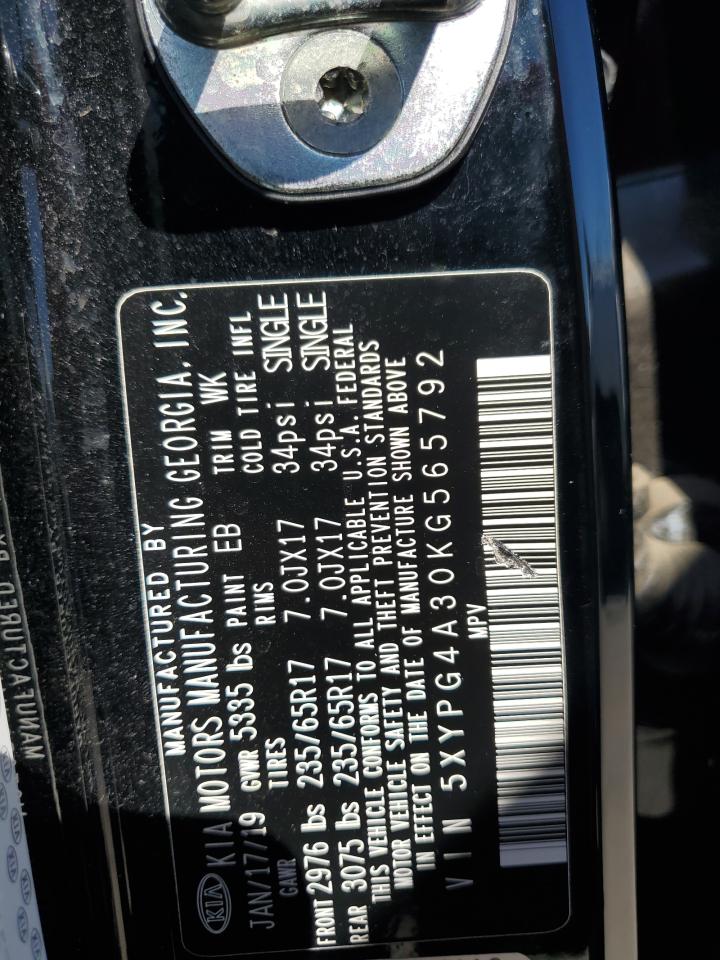 MANUFACTURED BY
KIA KIA MOTORS MANUFACTURING GEORGIA, INC.
JAN/17/19 GVWR 5335 lbs PAINT EB TRIM WK
GAWR TIRES RIMS COLD TIRE INFL
FRONT 2976 lbs 235/65R17 7.0JX17 34psi SINGLE
REAR 3075 lbs 235/65R17 7.0JX17 34psi SINGLE
THIS VEHICLE CONFORMS TO ALL APPLICABLE U.S.A. FEDERAL
MOTOR VEHICLE SAFETY AND THEFT PREVENTION STANDARDS
IN EFFECT ON THE DATE OF MANUFACTURE SHOWN ABOVE
VIN 5XYPG4A30KG565792
MPV